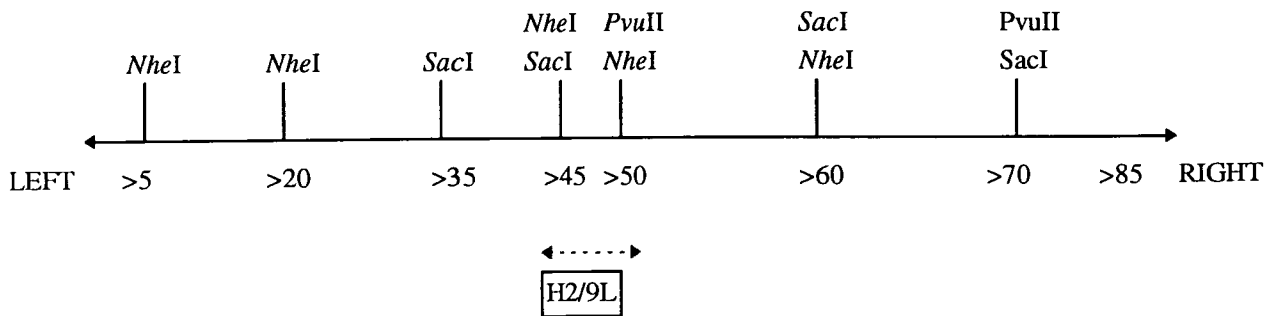 NheI PvuII SacI PvuII
NheI NheI SacI SacI NheI NheI SacI
LEFT >5 >20 >35 >45 >50 >60 >70 >85 RIGHT
H2/9L